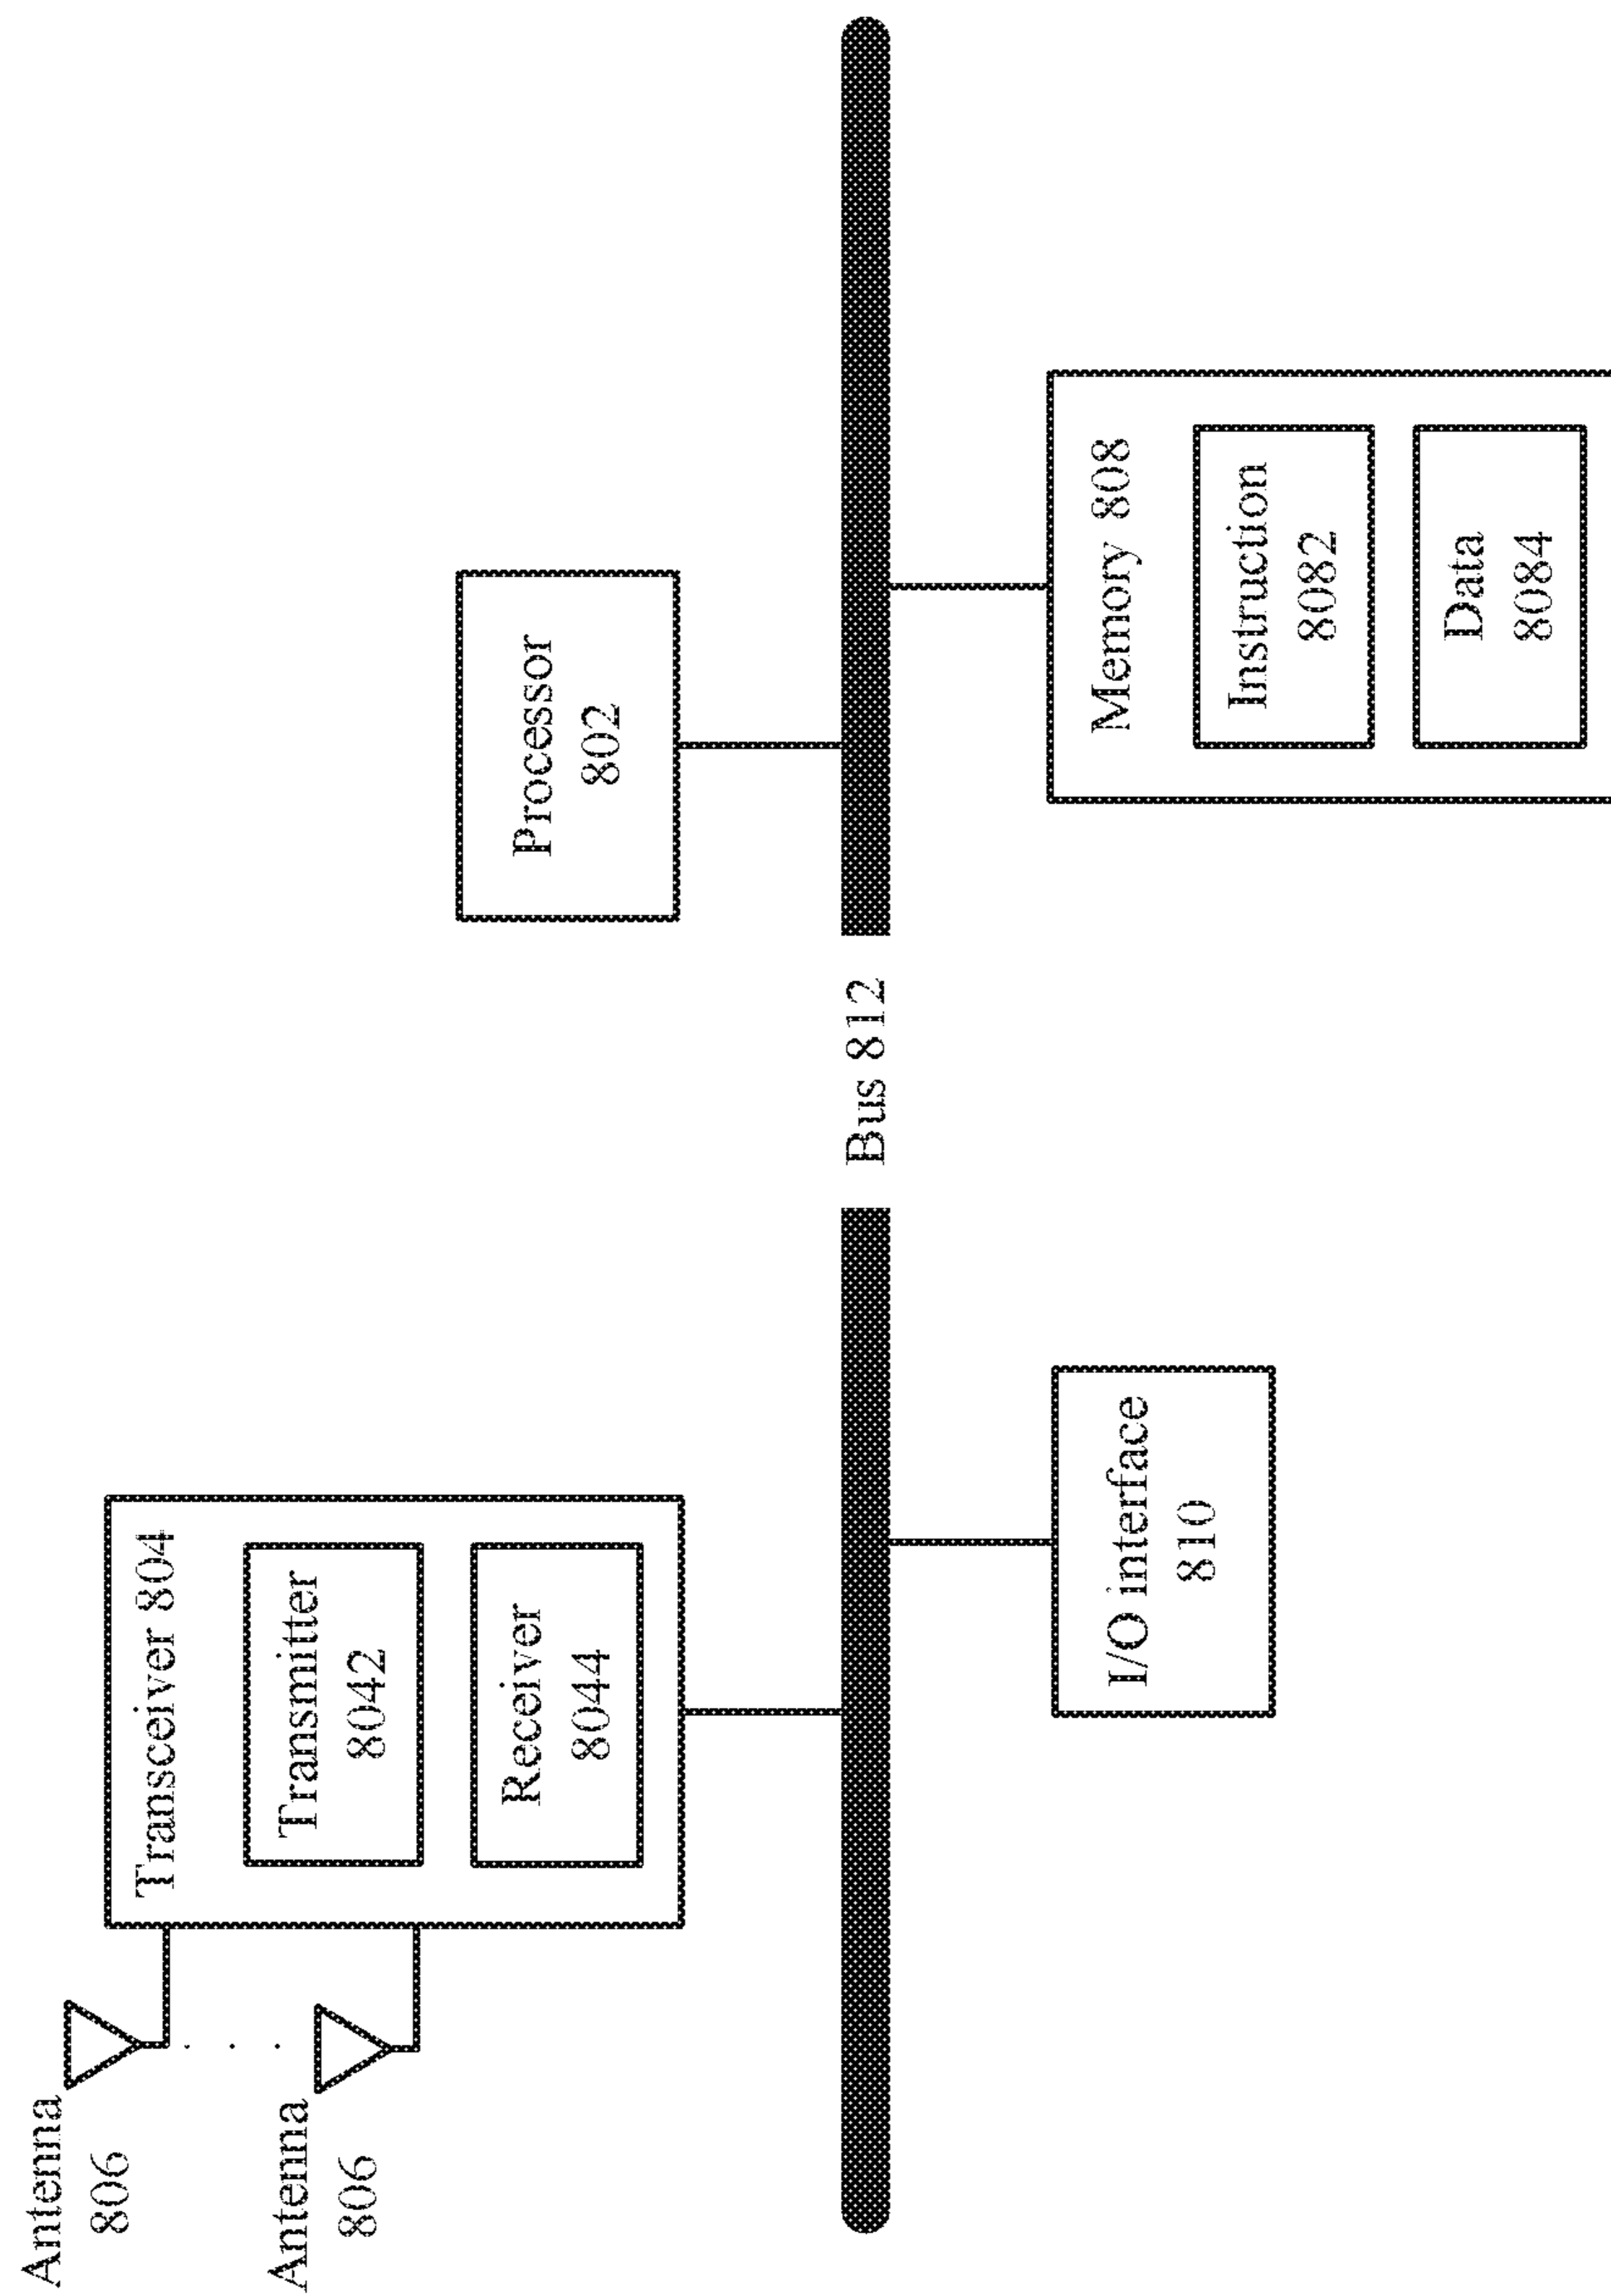 Antenna
806
Antenna
806
Transceiver 804
Transmitter
8042
Receiver
8044
Processor
802
Bus 812
I/O interface
810
Memory 808
Instruction
8082
Data
8084